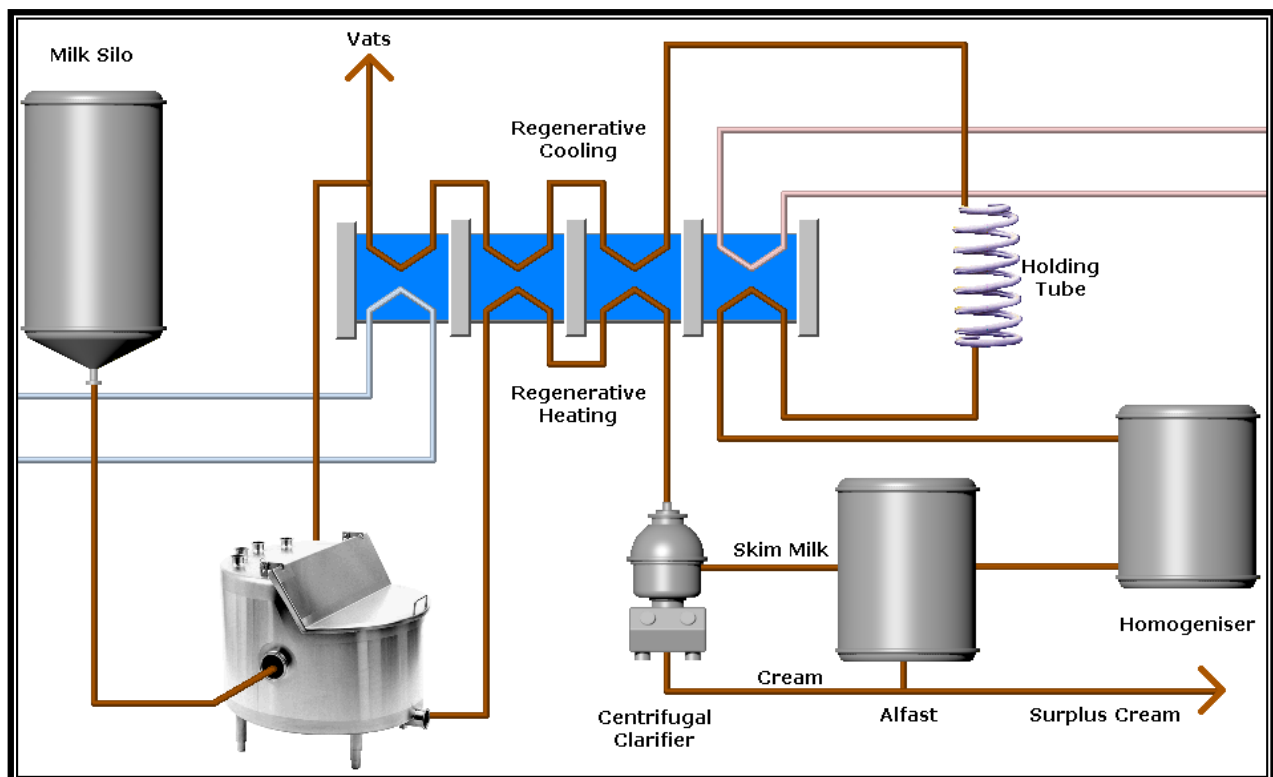 Vats
Milk Silo
Regenerative
Cooling
Holding
Tube
Regenerative
Heating
Skim Milk
Homogeniser
Cream
Centrifugal
Clarifier
Alfast
Surplus Cream